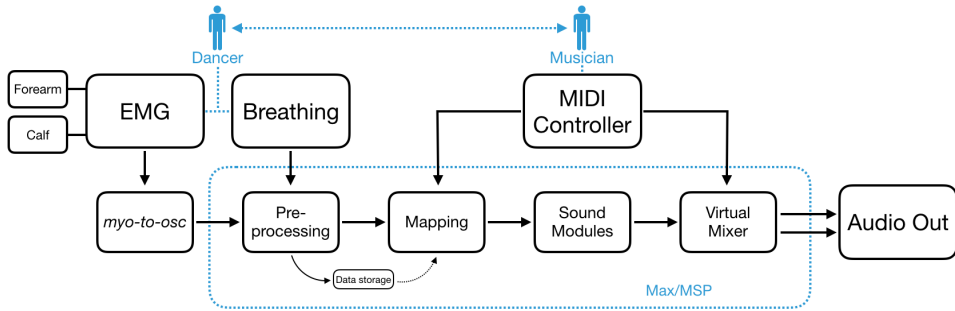 Dancer
Musician
Forearm
Calf
EMG
Breathing
MIDI
Controller
myo-to-osc
Pre-
processing
Mapping
Sound
Modules
Virtual
Mixer
Audio Out
Data storage
Max/MSP